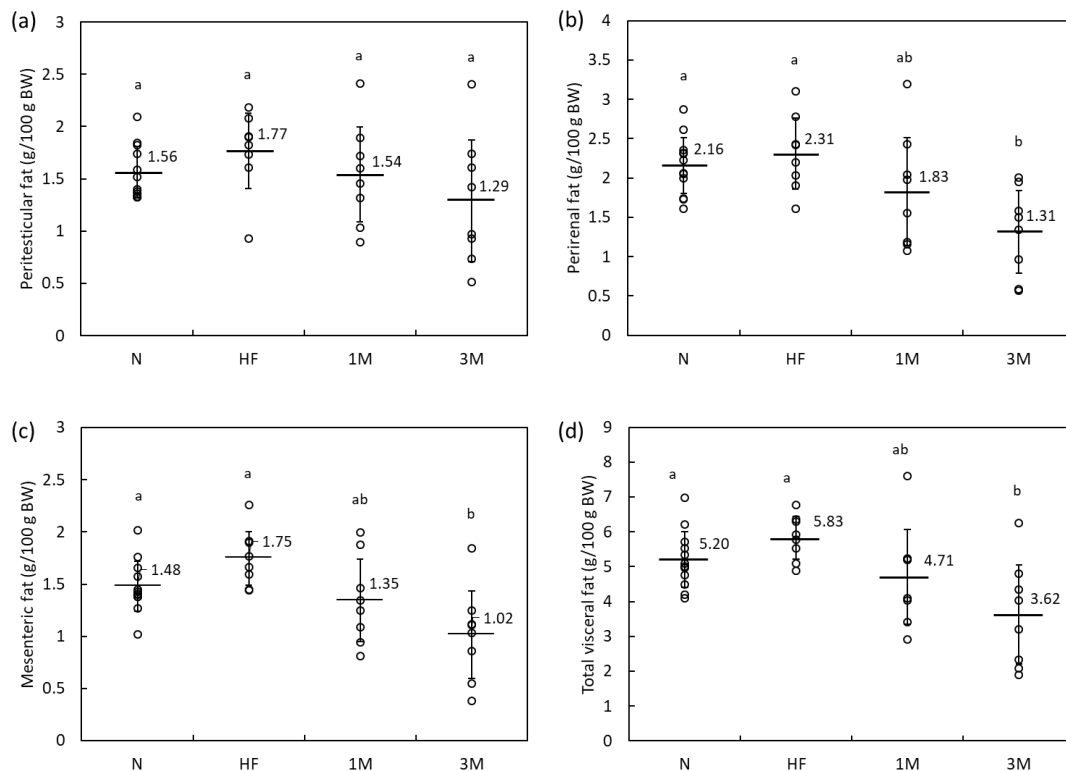 (a)
Peritesticular fat (g/100 g BW)
3
2.5
2
1.5
1
0.5
0
a
a
a
a
1.56
1.77
1.54
1.29
N
HF
1M
3M
(b)
Perirenal fat (g/100 g BW)
4
3.5
3
2.5
2
1.5
1
0.5
0
a
a
ab
b
2.16
2.31
1.83
1.31
N
HF
1M
3M
(c)
Mesenteric fat (g/100 g BW)
3
2.5
2
1.5
1
0.5
0
a
a
ab
b
1.48
1.75
1.35
1.02
N
HF
1M
3M
(d)
Total visceral fat (g/100 g BW)
9
8
7
6
5
4
3
2
1
0
a
a
ab
b
5.20
5.83
4.71
3.62
N
HF
1M
3M